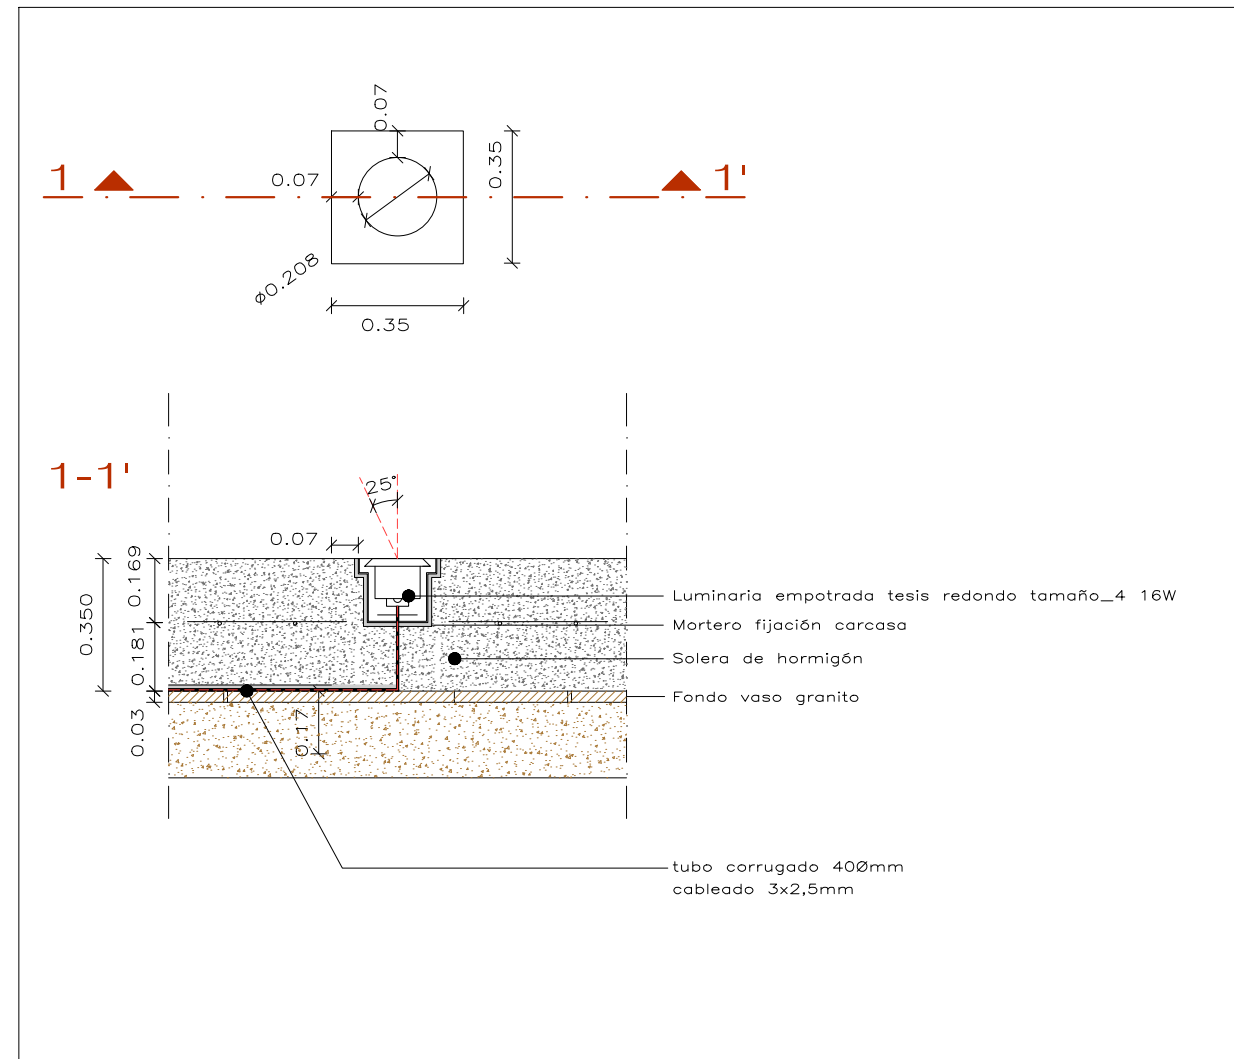 0.07
1
1'
0.07
0.35
ø0.208
0.35
1-1'
25°
0.07
0.169
0.350
0.181
0.03
0.17
Luminaria empotrada tesis redondo tamaño_4 16W
Mortero fijación carcasa
Solera de hormigón
Fondo vaso granito
tubo corrugado 40Ømm
cableado 3x2,5mm